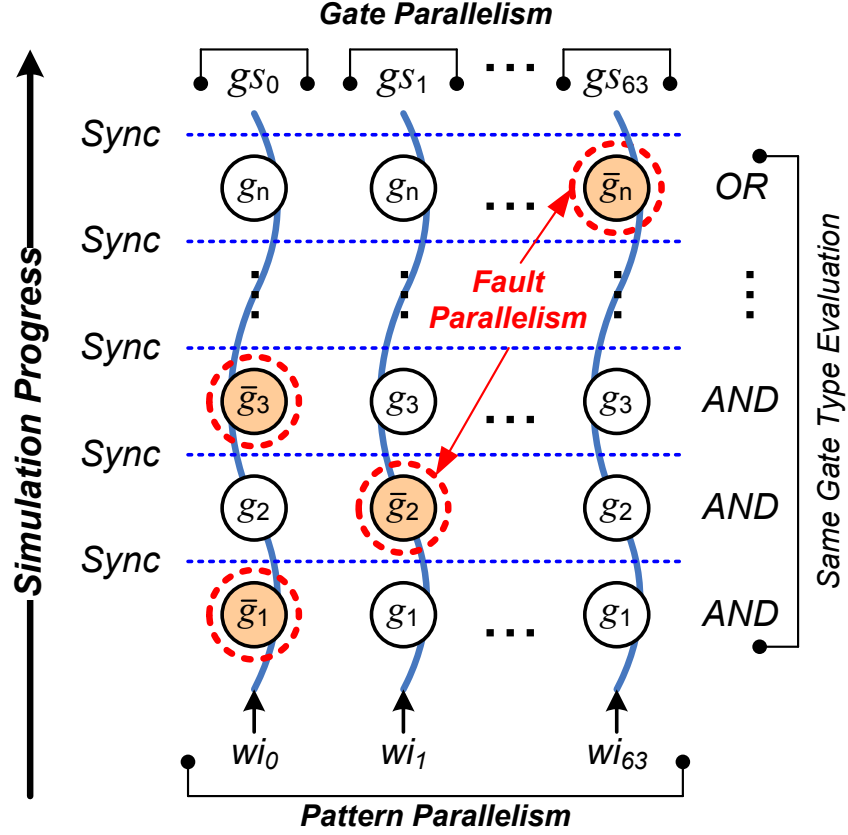 Gate Parallelism
gs0 gs1 ... gs63
Sync
gn gn ... ḡn OR
Sync
Fault
Parallelism
Sync
ḡ3 g3 ... g3 AND
Sync
g2 ḡ2 g2 AND
Sync
ḡ1 g1 ... g1 AND
wi0 wi1 wi63
Pattern Parallelism
Simulation Progress
Same Gate Type Evaluation